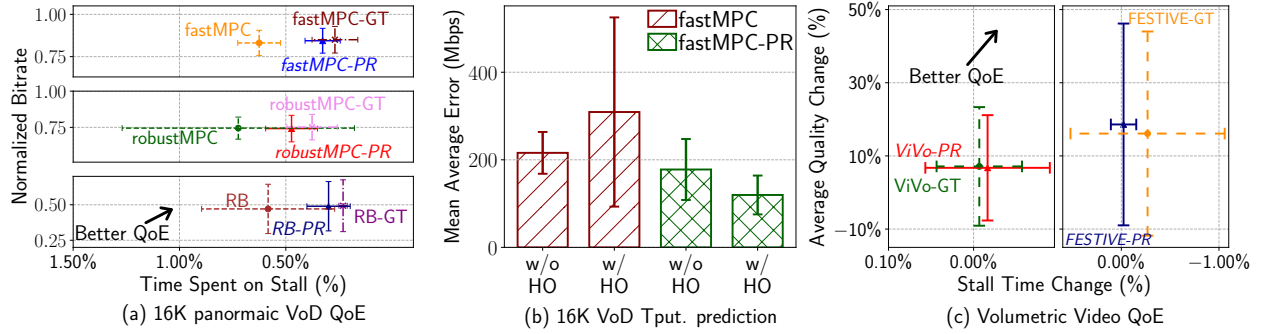 Normalized Bitrate
1.00
0.75
fastMPC
fastMPC-GT
fastMPC-PR
1.00
0.75
robustMPC
robustMPC-GT
robustMPC-PR
0.50
0.25
RB
RB-PR
RB-GT
Better QoE
1.50% 1.00% 0.50%
Time Spent on Stall (%)
(a) 16K panormaic VoD QoE
Mean Average Error (Mbps)
400
200
0
fastMPC
fastMPC-PR
w/o HO
w/ HO
w/o HO
w/ HO
(b) 16K VoD Tput. prediction
Average Quality Change (%)
50%
10%
−10%
Better QoE
ViVo-PR
ViVo-GT
FESTIVE-GT
FESTIVE-PR
0.10% 0.00% 0.00% −1.00%
Stall Time Change (%)
(c) Volumetric Video QoE